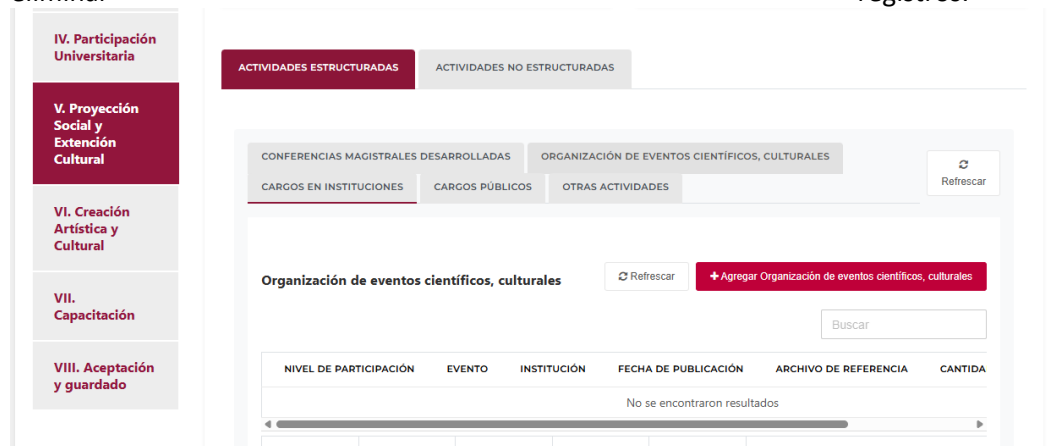 IV. Participación
Universitaria
V. Proyección
Social y
Extención
Cultural
VI. Creación
Artística y
Cultural
VII.
Capacitación
VIII. Aceptación
y guardado
ACTIVIDADES ESTRUCTURADAS ACTIVIDADES NO ESTRUCTURADAS
CONFERENCIAS MAGISTRALES DESARROLLADAS ORGANIZACIÓN DE EVENTOS CIENTÍFICOS, CULTURALES
CARGOS EN INSTITUCIONES CARGOS PÚBLICOS OTRAS ACTIVIDADES
Refrescar
Organización de eventos científicos, culturales
Refrescar
+ Agregar Organización de eventos científicos, culturales
Buscar
NIVEL DE PARTICIPACIÓN EVENTO INSTITUCIÓN FECHA DE PUBLICACIÓN ARCHIVO DE REFERENCIA CANTIDA
No se encontraron resultados